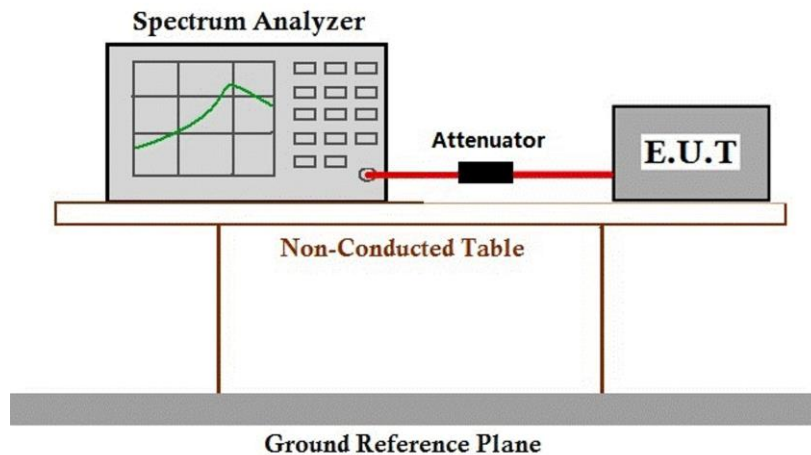 Spectrum Analyzer
Attenuator
E.U.T
Non-Conducted Table
Ground Reference Plane